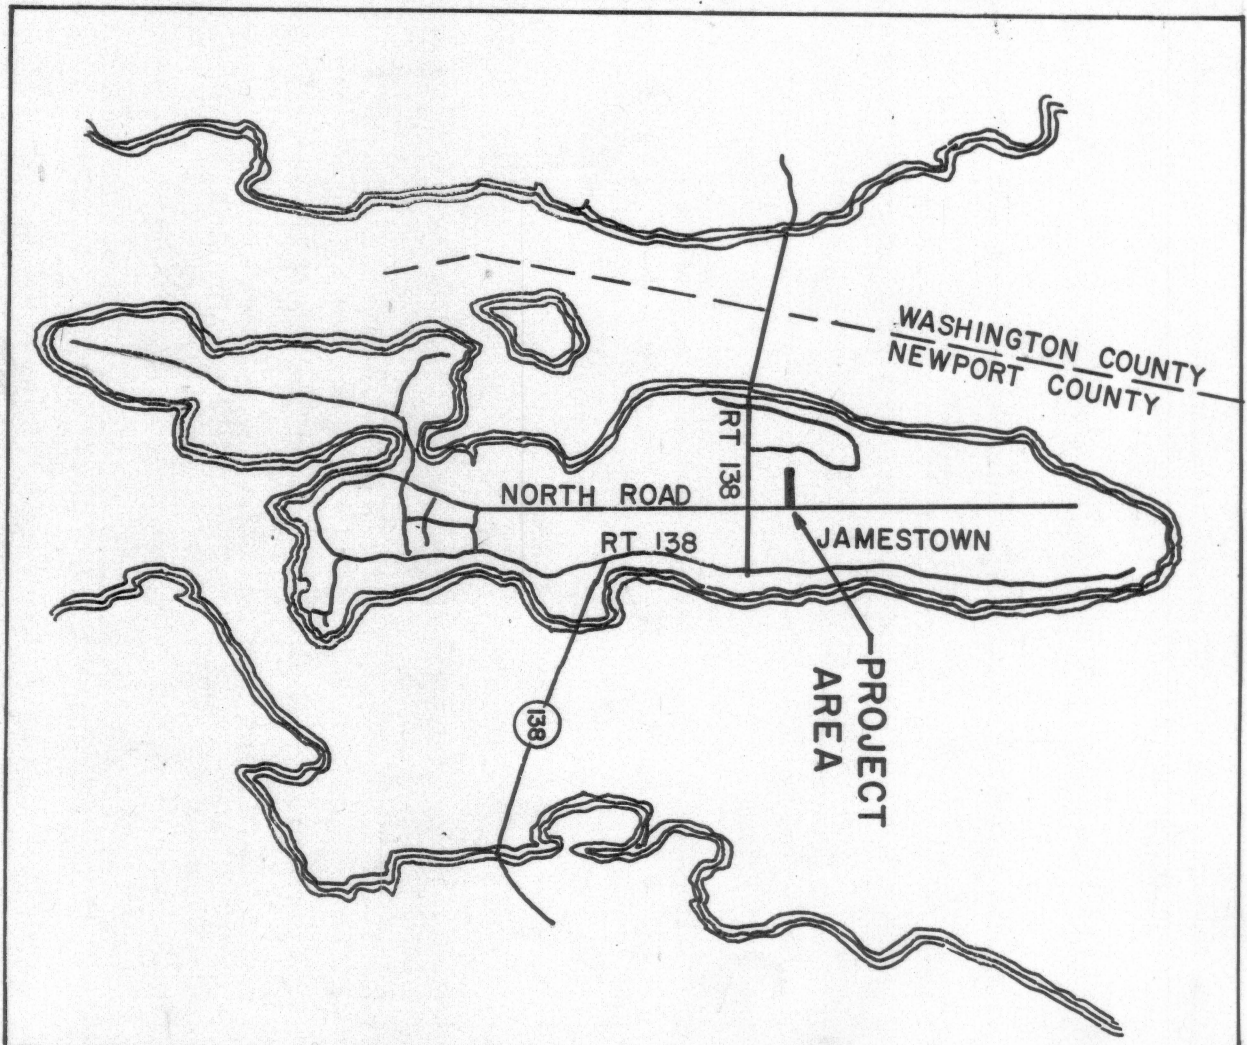 WASHINGTON COUNTY
NEWPORT COUNTY
RT 138
NORTH ROAD
RT 138
JAMESTOWN
PROJECT
AREA
138